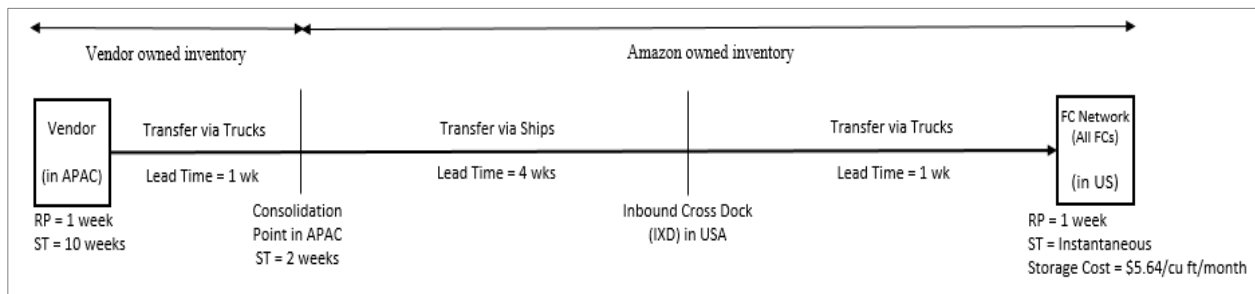 Vendor owned inventory
Amazon owned inventory
Vendor
(in APAC)
Transfer via Trucks
Lead Time = 1 wk
Transfer via Ships
Lead Time = 4 wks
Transfer via Trucks
Lead Time = 1 wk
FC Network
(All FCs)
(in US)
RP = 1 week
ST = 10 weeks
Consolidation
Point in APAC
ST = 2 weeks
Inbound Cross Dock
(IXD) in USA
RP = 1 week
ST = Instantaneous
Storage Cost = $5.64/cu ft/month